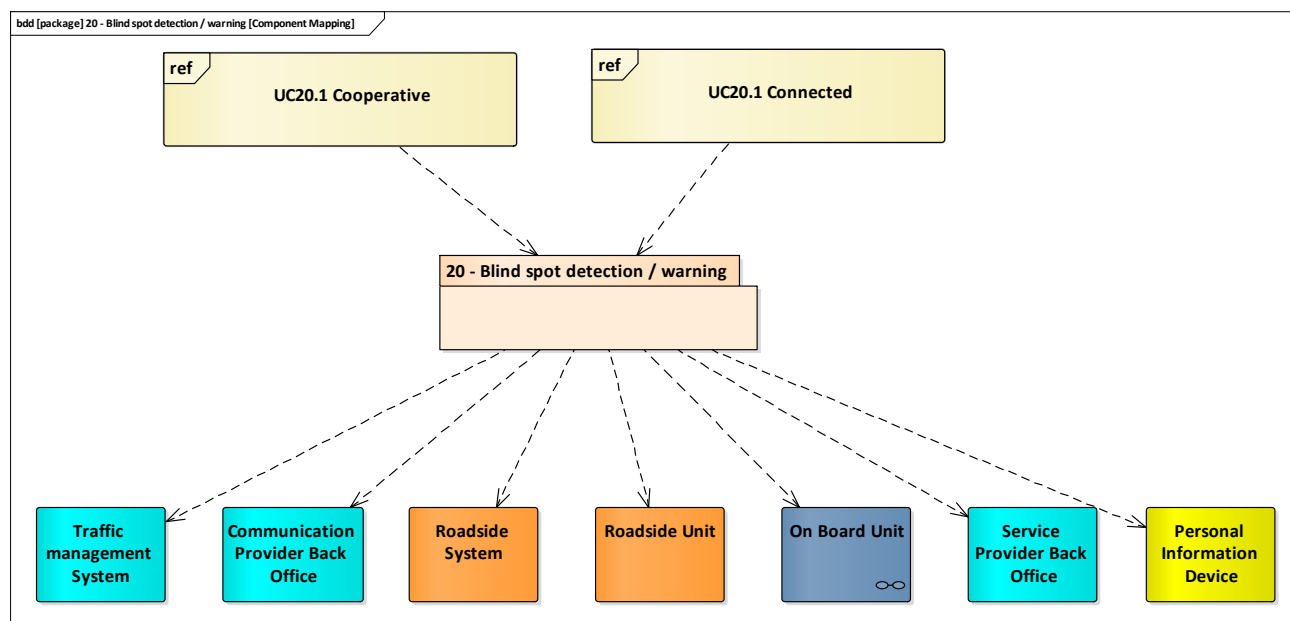 bdd [package] 20 - Blind spot detection / warning [Component Mapping]
ref
UC20.1 Cooperative
ref
UC20.1 Connected
20 - Blind spot detection / warning
Traffic
management
System
Communication
Provider Back
Office
Roadside
System
Roadside Unit
On Board Unit
Service
Provider Back
Office
Personal
Information
Device